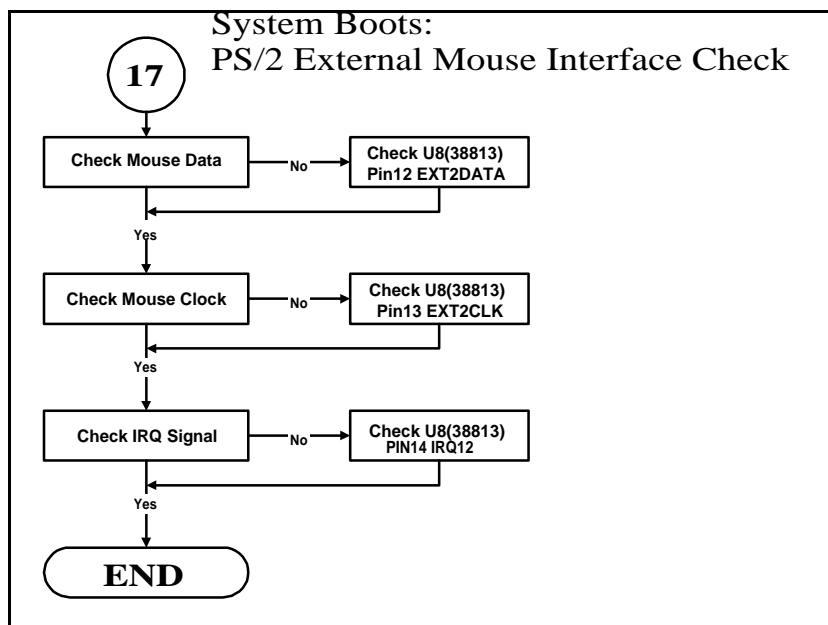 System Boots:
PS/2 External Mouse Interface Check
17
Check Mouse Data
No
Check U8(38813)
Pin12 EXT2DATA
Yes
Check Mouse Clock
No
Check U8(38813)
Pin13 EXT2CLK
Yes
Check IRQ Signal
No
Check U8(38813)
PIN14 IRQ12
Yes
END